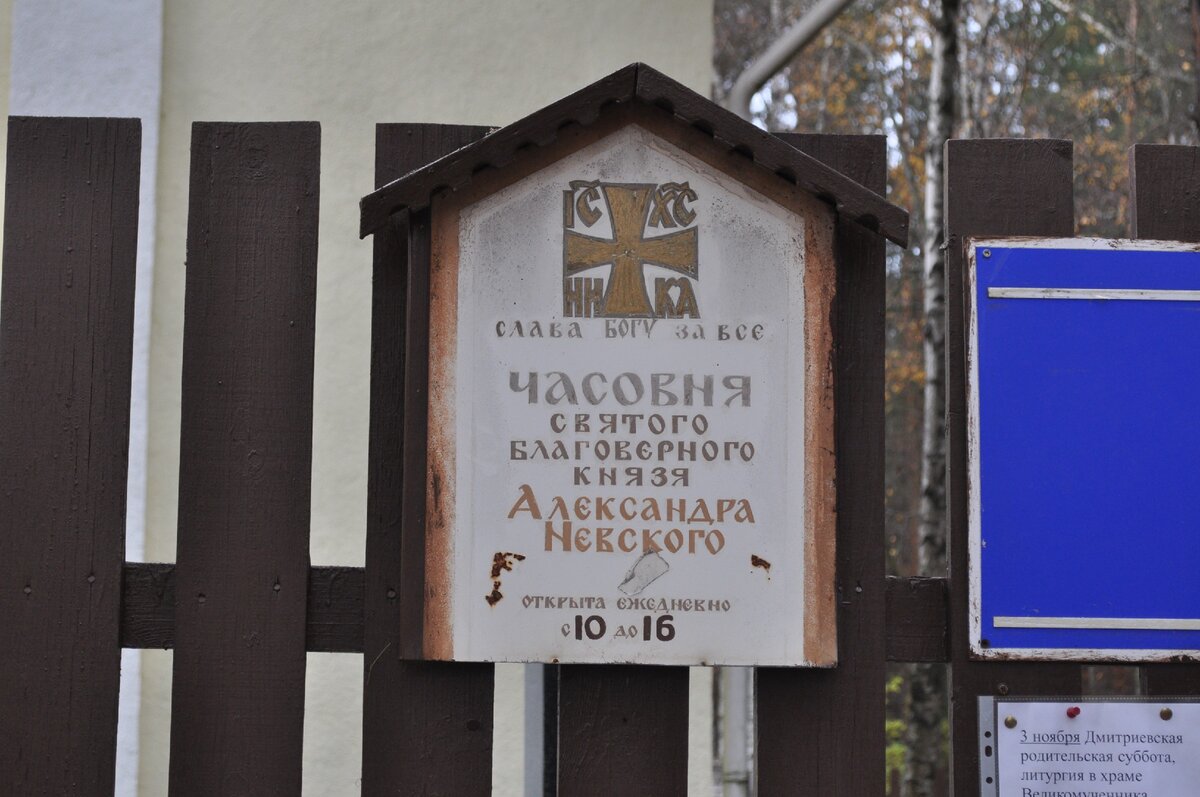 ІС ХС
НИ КА
СЛАВА БОГУ ЗА ВСЕ
ЧАСОВНЯ
СВЯТОГО
БЛАГОВЕРНОГО
КНЯЗЯ
АЛЕКСАНДРА
НЕВСКОГО
ОТКРЫТА ЕЖЕДНЕВНО
С 10 ДО 16
3 ноября Дмитриевская
родительская суббота,
литургия в храме
Великомученника